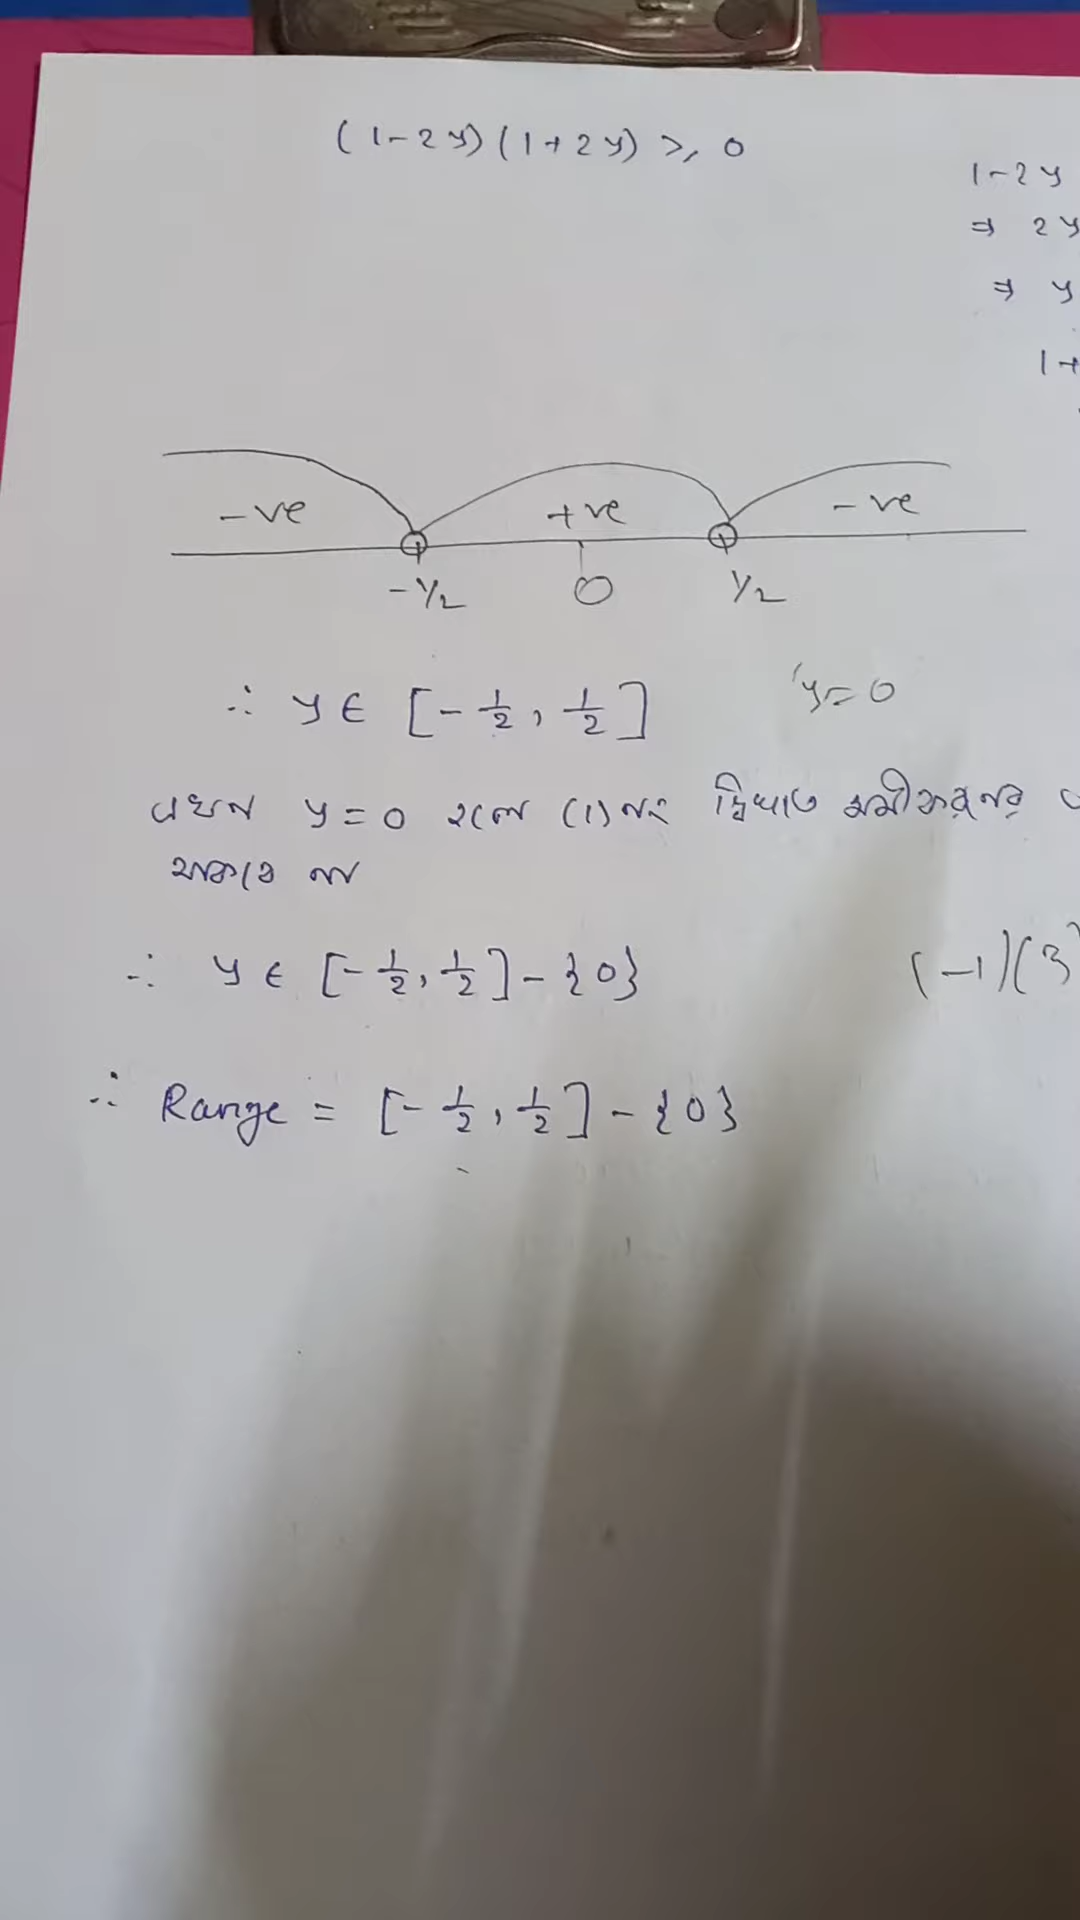 (1-2y)(1+2y) ≥ 0
1-2y
⇒ 2y
⇒ y
1+
-ve +ve -ve
-1/2 0 1/2
∴ y ∈ [-1/2, 1/2] y=0
এখন y=0 হলে (1) নং দ্বিঘাত সমীকরনের
থাকবে না
∴ y ∈ [-1/2, 1/2] - {0} (-1)(3)
∴ Range = [-1/2, 1/2] - {0}